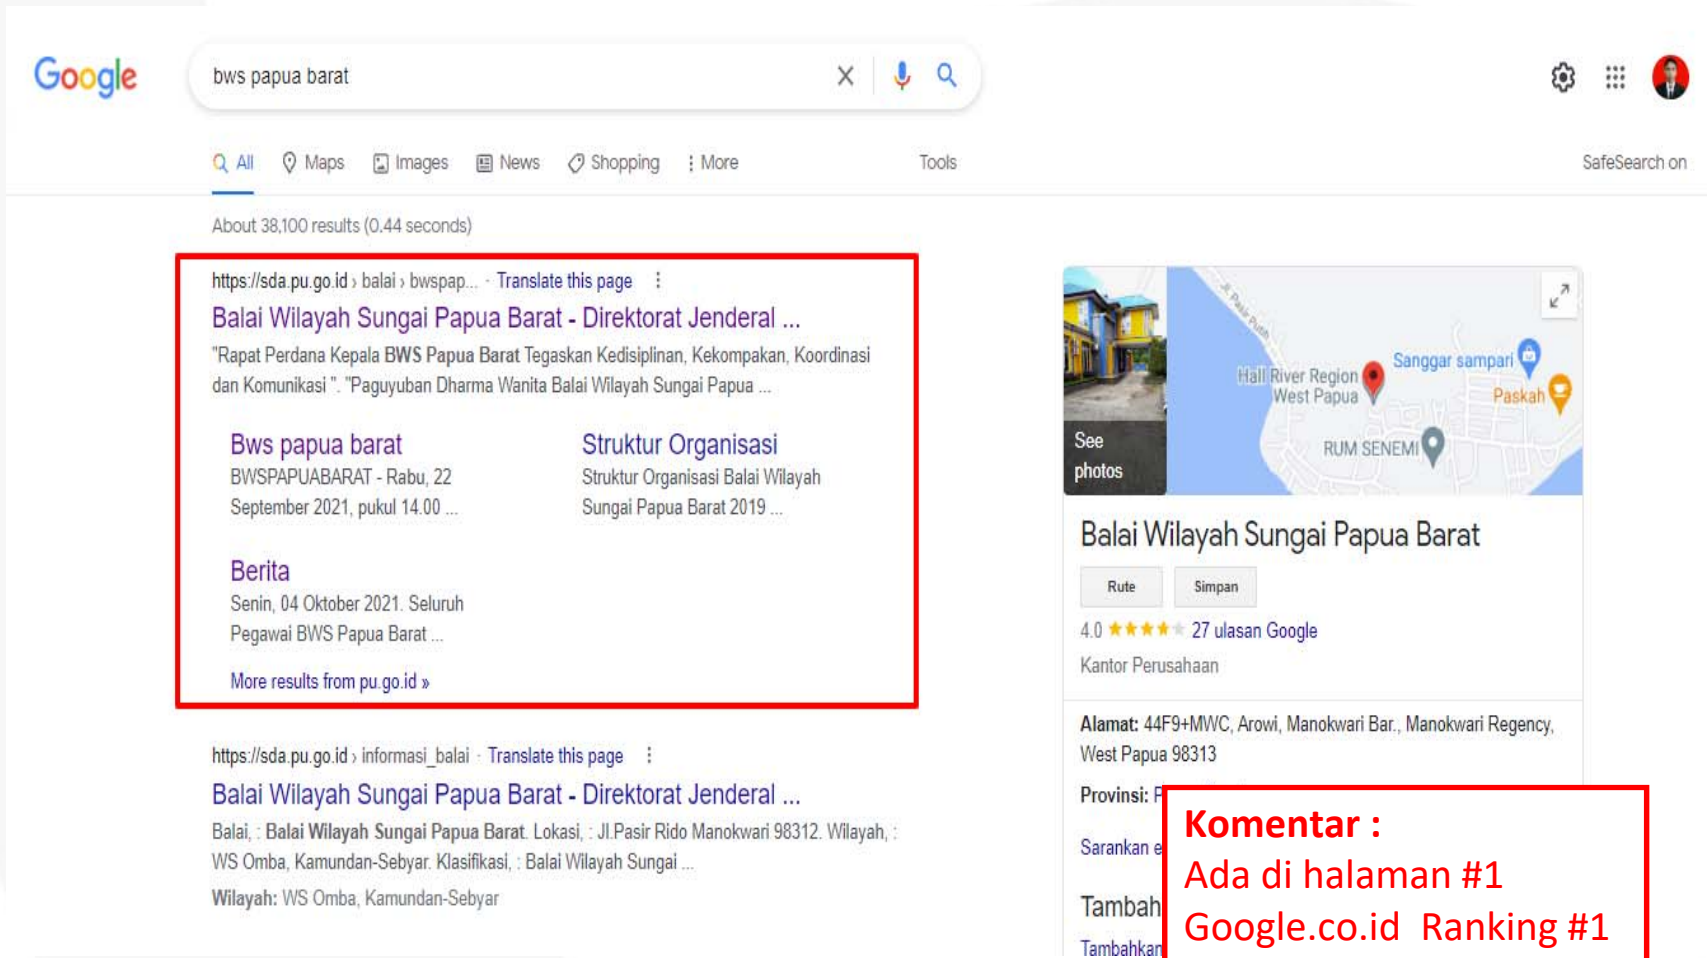 Google
bws papua barat
All Maps Images News Shopping More Tools SafeSearch on
About 38,100 results (0.44 seconds)
https://sda.pu.go.id › balai › bwspap... · Translate this page
Balai Wilayah Sungai Papua Barat - Direktorat Jenderal ...
"Rapat Perdana Kepala BWS Papua Barat Tegaskan Kedisiplinan, Kekompakan, Koordinasi
dan Komunikasi ". "Paguyuban Dharma Wanita Balai Wilayah Sungai Papua ...
Bws papua barat
BWSPAPUABARAT - Rabu, 22
September 2021, pukul 14.00 ...
Struktur Organisasi
Struktur Organisasi Balai Wilayah
Sungai Papua Barat 2019 ...
Berita
Senin, 04 Oktober 2021. Seluruh
Pegawai BWS Papua Barat ...
More results from pu.go.id »
https://sda.pu.go.id › informasi_balai · Translate this page
Balai Wilayah Sungai Papua Barat - Direktorat Jenderal ...
Balai, : Balai Wilayah Sungai Papua Barat. Lokasi, : Jl.Pasir Rido Manokwari 98312. Wilayah, :
WS Omba, Kamundan-Sebyar. Klasifikasi, : Balai Wilayah Sungai ...
Wilayah: WS Omba, Kamundan-Sebyar
See
photos
Jl. Pasir Putih
Hall River Region
West Papua
Sanggar sampari
Paskah
RUM SENEMI
Balai Wilayah Sungai Papua Barat
Rute Simpan
4.0 27 ulasan Google
Kantor Perusahaan
Alamat: 44F9+MWC, Arowi, Manokwari Bar., Manokwari Regency,
West Papua 98313
Provinsi:
Sarankan
Tambah
Tambahkan
Komentar :
Ada di halaman #1
Google.co.id Ranking #1